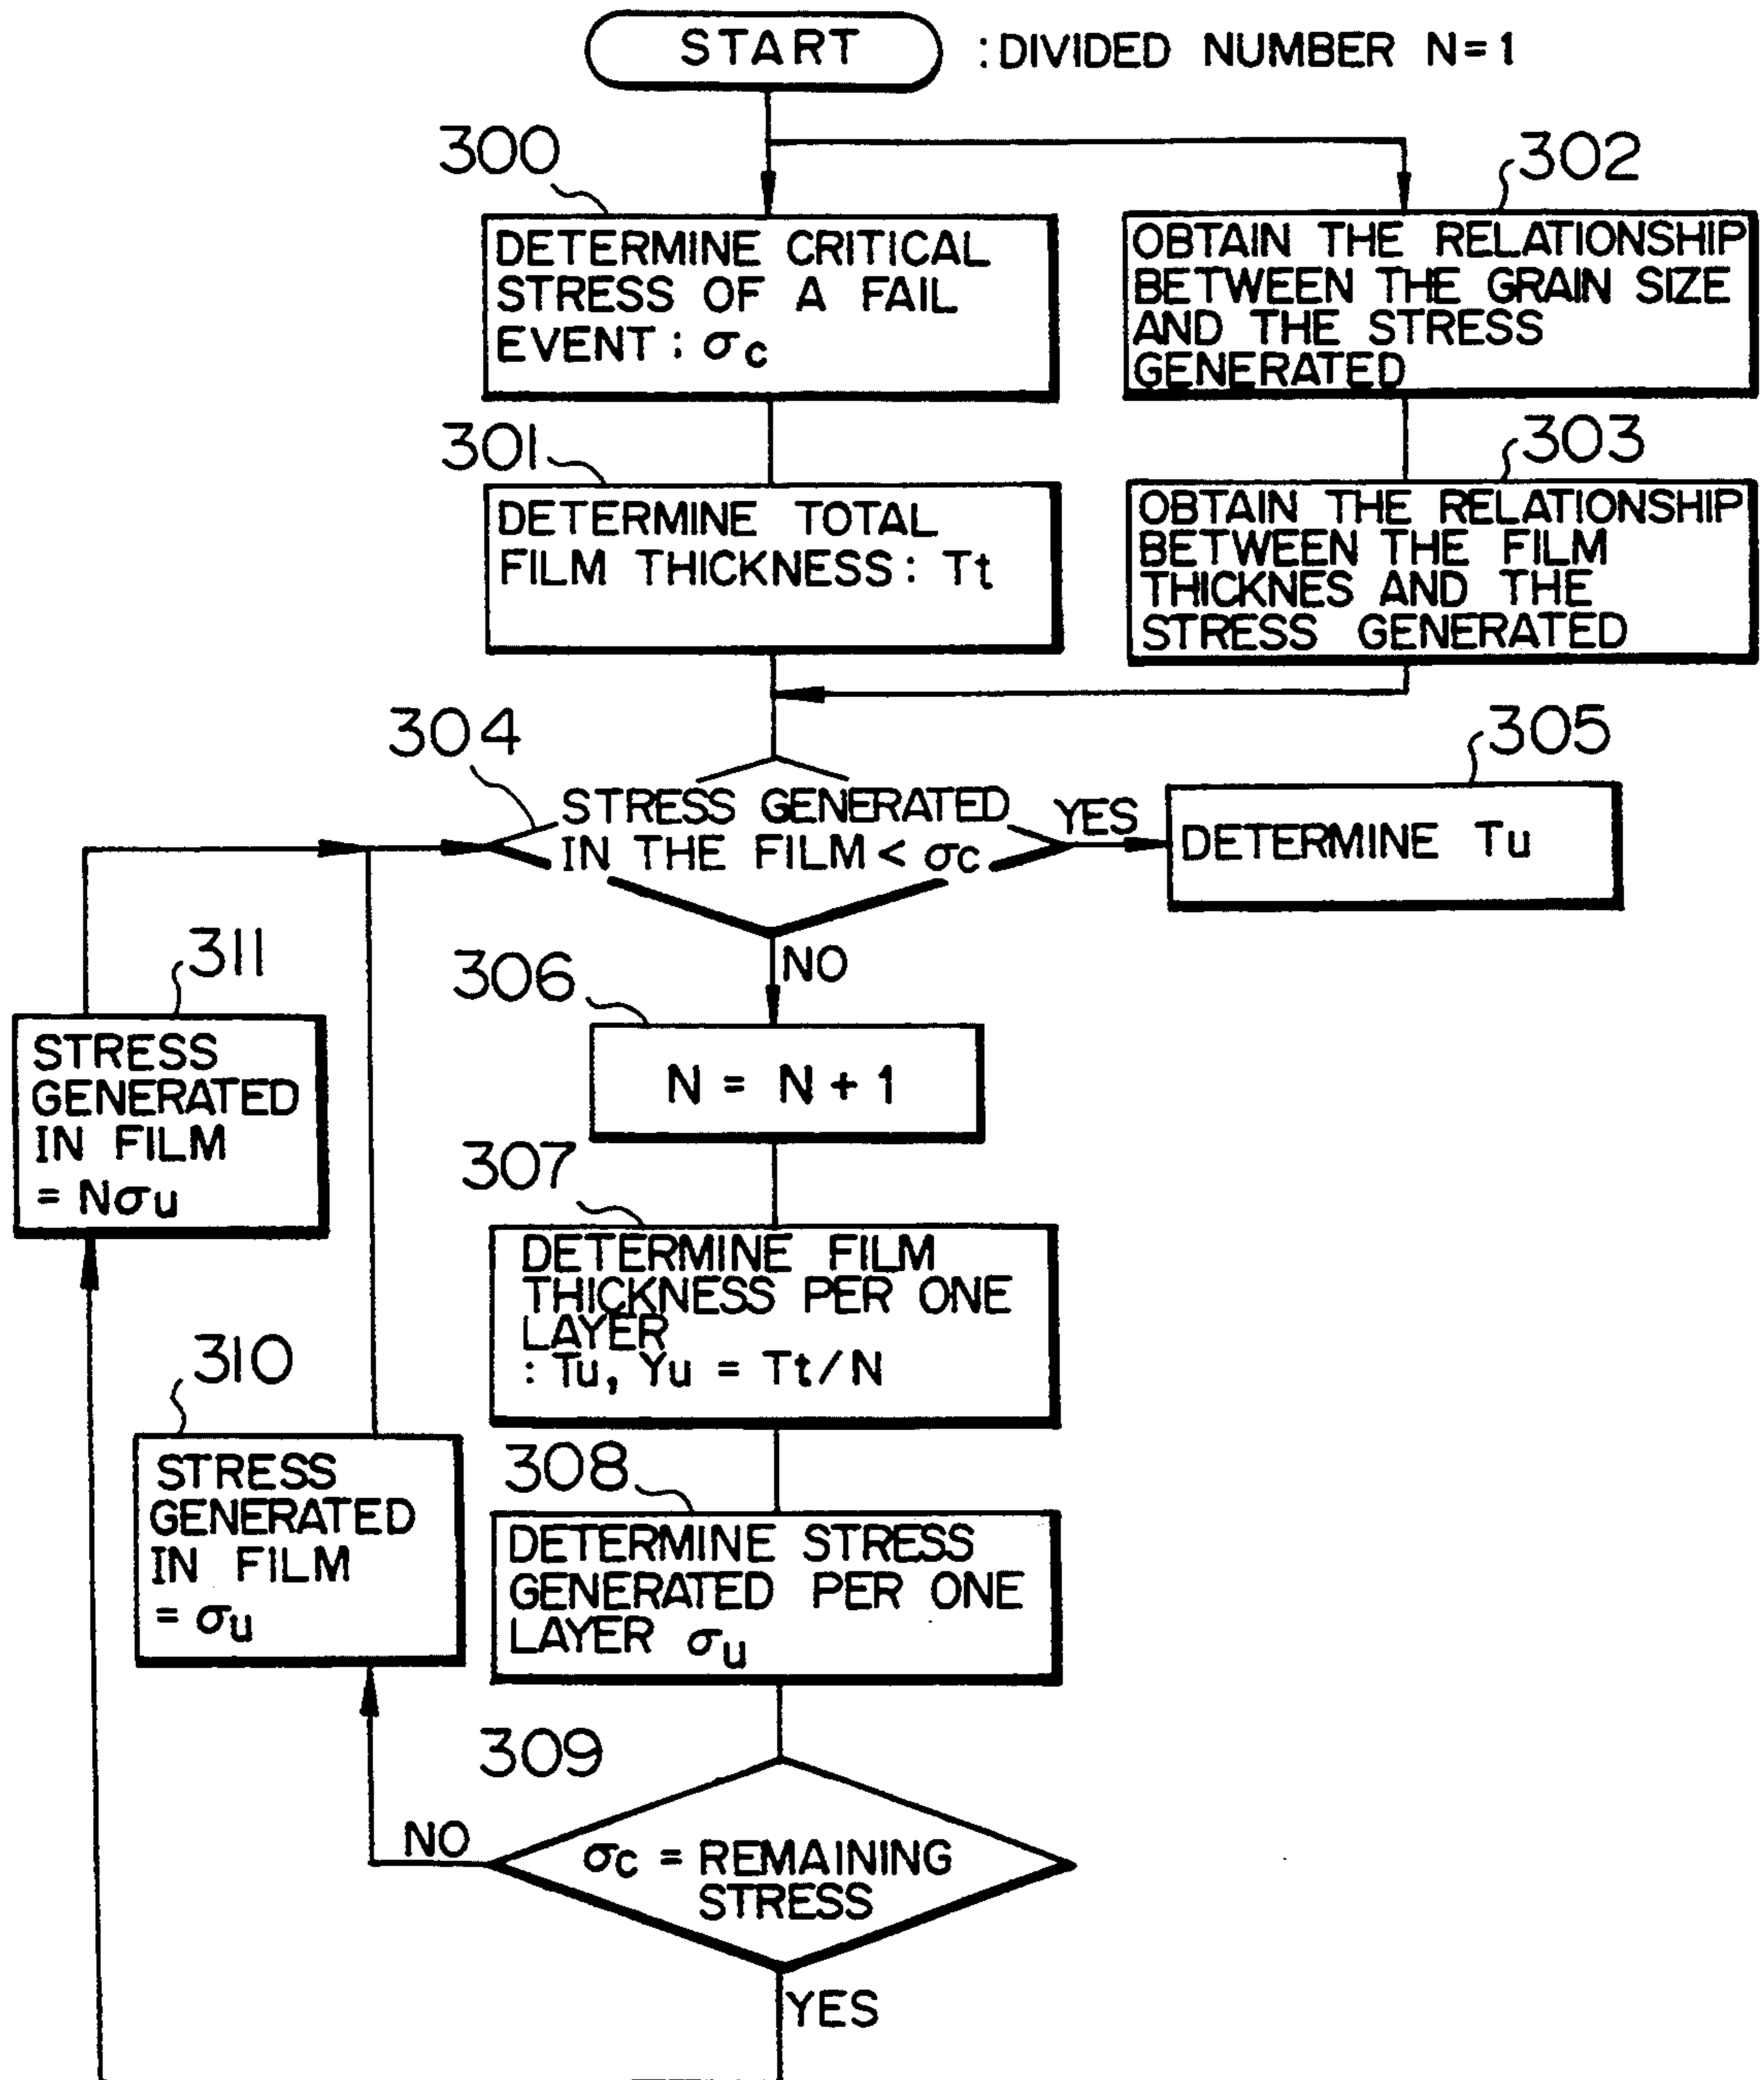 START
:DIVIDED NUMBER N=1
300
DETERMINE CRITICAL
STRESS OF A FAIL
EVENT : σc
302
OBTAIN THE RELATIONSHIP
BETWEEN THE GRAIN SIZE
AND THE STRESS
GENERATED
301
DETERMINE TOTAL
FILM THICKNESS : Tt
303
OBTAIN THE RELATIONSHIP
BETWEEN THE FILM
THICKNES AND THE
STRESS GENERATED
304
STRESS GENERATED
IN THE FILM < σc
YES
305
DETERMINE Tu
NO
306
N = N + 1
311
STRESS
GENERATED
IN FILM
= Nσu
307
DETERMINE FILM
THICKNESS PER ONE
LAYER
: Tu, Yu = Tt/N
310
STRESS
GENERATED
IN FILM
= σu
308
DETERMINE STRESS
GENERATED PER ONE
LAYER σu
309
σc = REMAINING
STRESS
NO
YES